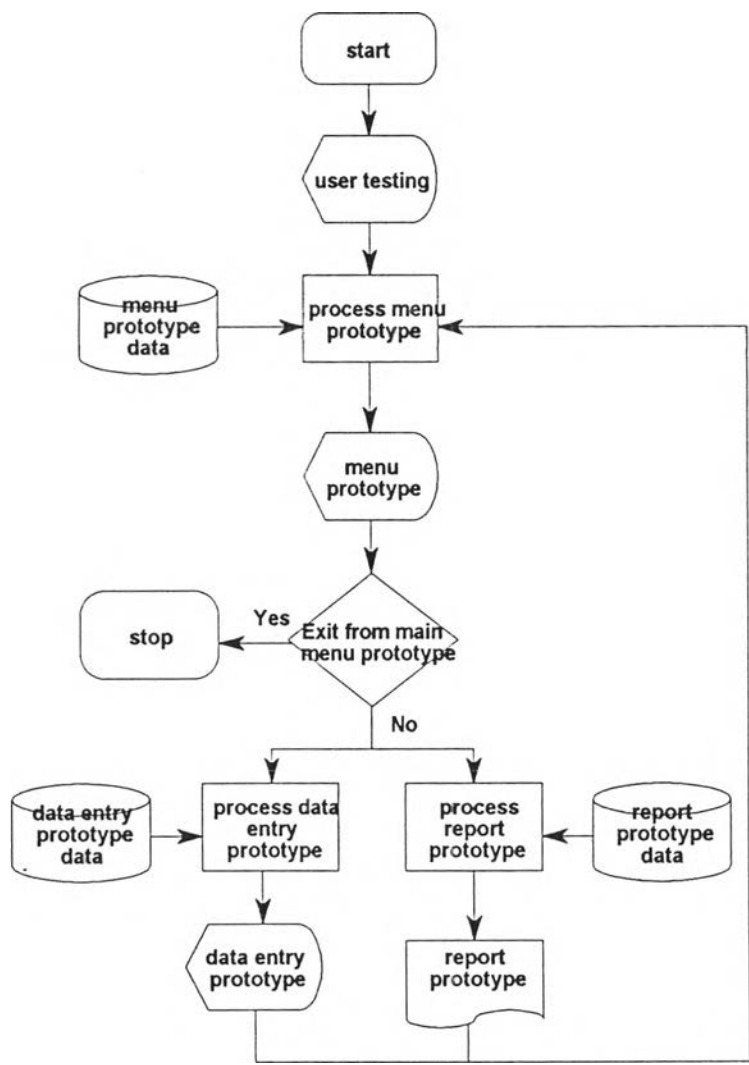 start
user testing
menu
prototype
data
process menu
prototype
menu
prototype
Yes
stop
Exit from main
menu prototype
No
data entry
prototype
data
process data
entry
prototype
process
report
prototype
report
prototype
data
data entry
prototype
report
prototype